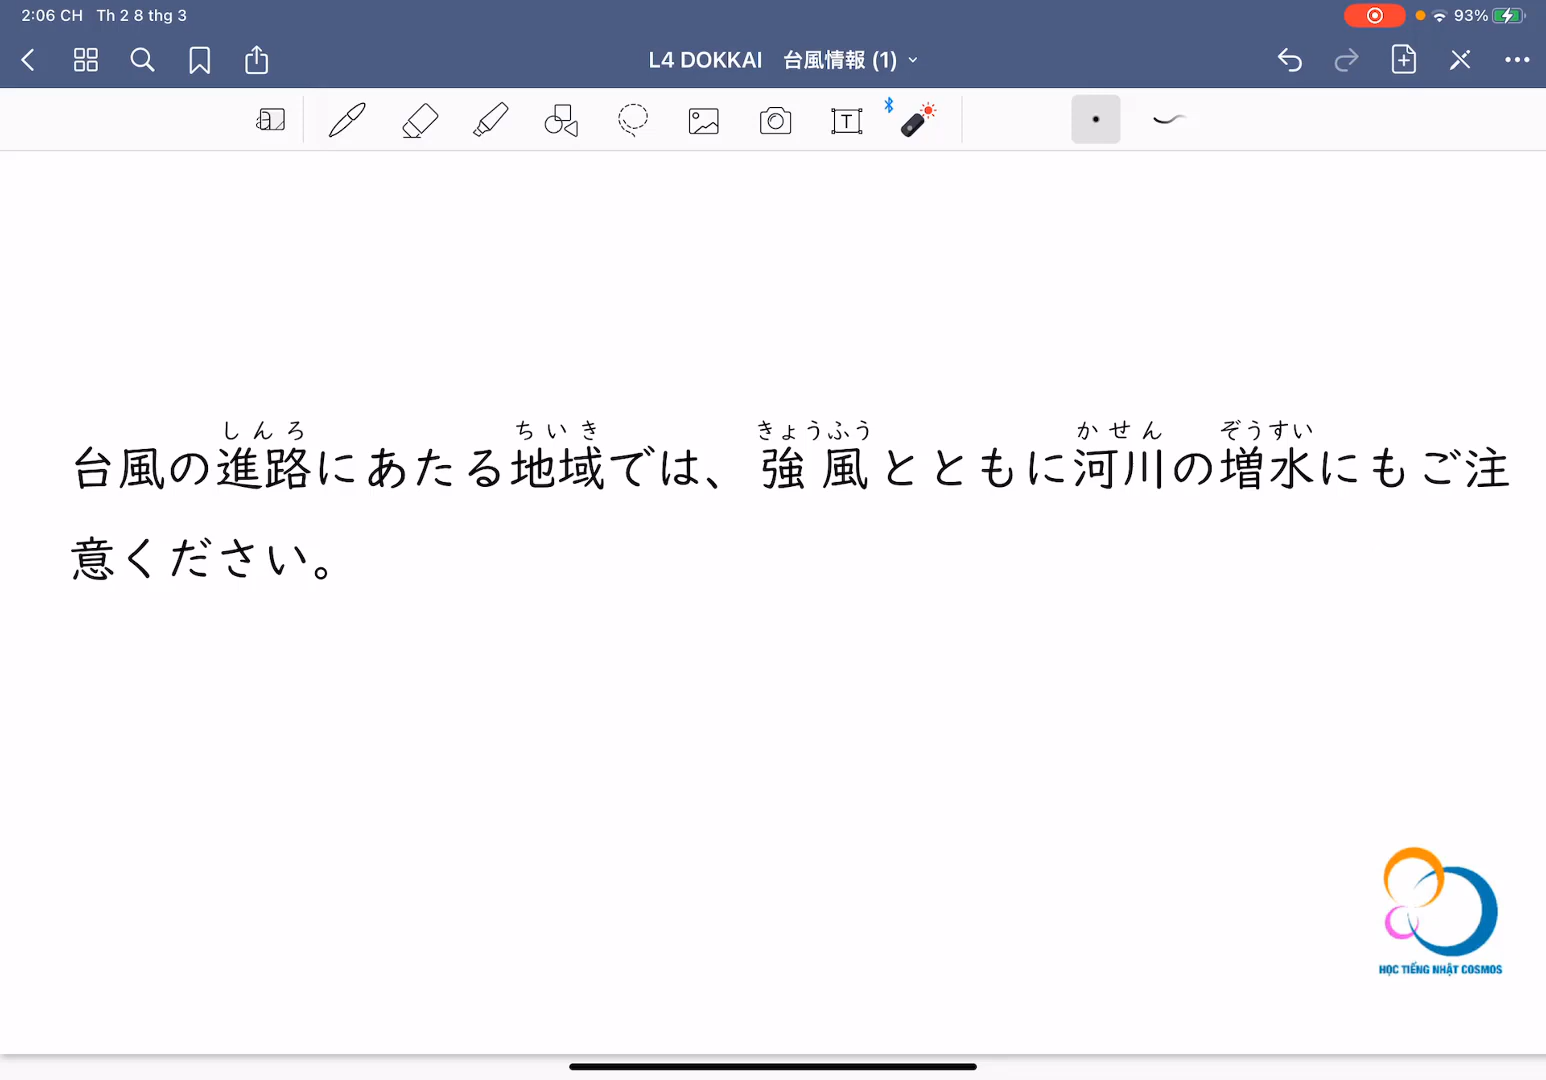 2:06 CH Th 2 8 thg 3
93%
L4 DOKKAI 台風情報 (1)
T
しんろ ちいき きょうふう かせん ぞうすい
台風の進路にあたる地域では、強風とともに河川の増水にもご注
意ください。
HỌC TIẾNG NHẬT COSMOS